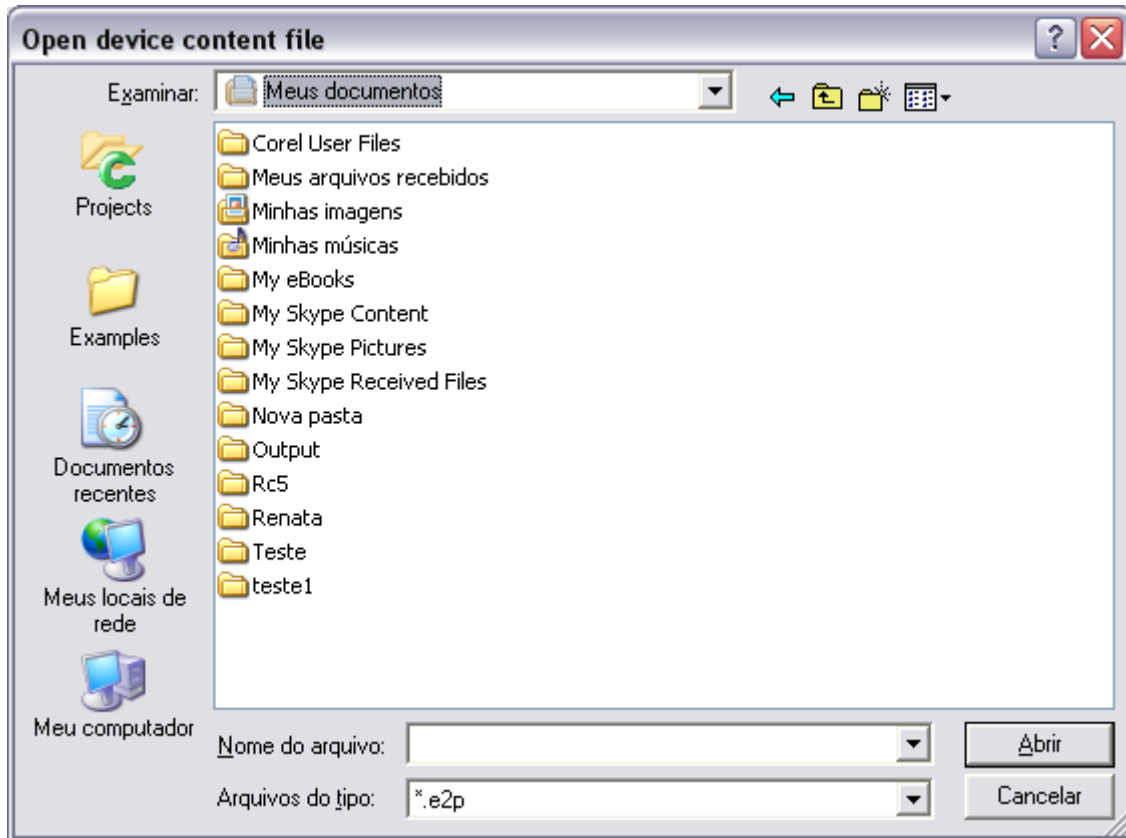 Open device content file
Examinar:
Meus documentos
Projects
Examples
Documentos
recentes
Meus locais de
rede
Meu computador
Corel User Files
Meus arquivos recebidos
Minhas imagens
Minhas músicas
My eBooks
My Skype Content
My Skype Pictures
My Skype Received Files
Nova pasta
Output
Rc5
Renata
Teste
teste1
Nome do arquivo:
Abrir
Arquivos do tipo:
*.e2p
Cancelar